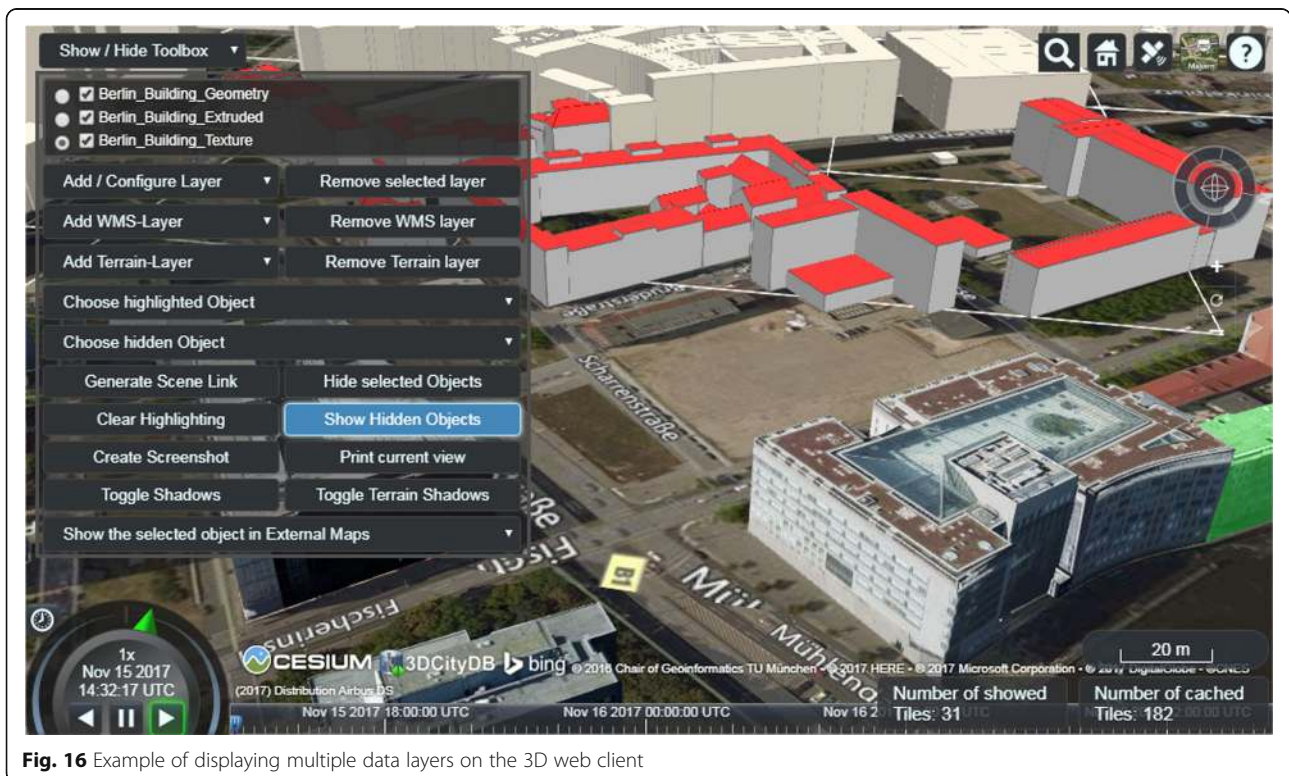 Show / Hide Toolbox
Berlin_Building_Geometry
Berlin_Building_Extruded
Berlin_Building_Texture
Add / Configure Layer
Remove selected layer
Add WMS-Layer
Remove WMS layer
Add Terrain-Layer
Remove Terrain layer
Choose highlighted Object
Choose hidden Object
Generate Scene Link
Hide selected Objects
Clear Highlighting
Show Hidden Objects
Create Screenshot
Print current view
Toggle Shadows
Toggle Terrain Shadows
Show the selected object in External Maps
?
Scharrenstraße
B1
1x
Nov 15 2017
14:32:17 UTC
CESIUM 3DCityDB bing © 2016 Chair of Geoinformatics TU München • © 2017 HERE • © 2017 Microsoft Corporation • © 2017 DigitalGlobe • ©CNES
(2017) Distribution Airbus DS
20 m
Number of showed
Tiles: 31
Number of cached
Tiles: 182
Nov 15 2017 18:00:00 UTC
Nov 16 2017 00:00:00 UTC
Fig. 16 Example of displaying multiple data layers on the 3D web client